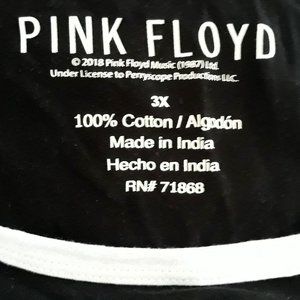 PINK FLOYD
© 2018 Pink Floyd Music (1987) Ltd.
Under License to Perryscope Productions LLC.
3X
100% Cotton / Algodón
Made in India
Hecho en India
RN# 71868